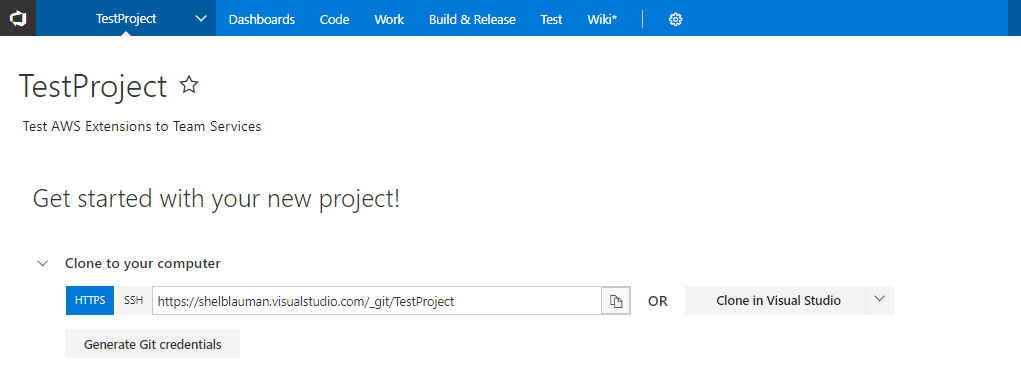 TestProject Dashboards Code Work Build & Release Test Wiki*
TestProject
Test AWS Extensions to Team Services
Get started with your new project!
Clone to your computer
HTTPS SSH https://shelblauman.visualstudio.com/_git/TestProject OR Clone in Visual Studio
Generate Git credentials